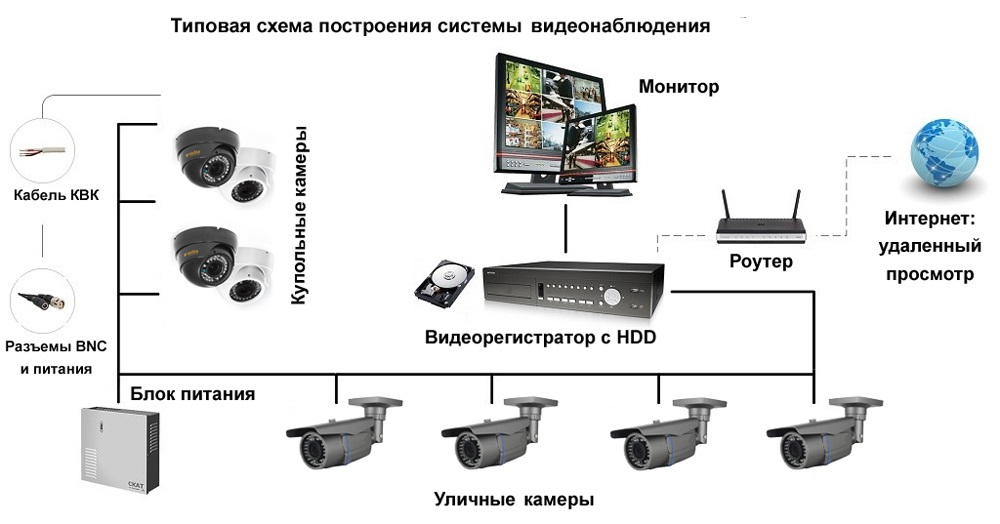 Типовая схема построения системы видеонаблюдения
Монитор
Кабель КВК
Купольные камеры
Интернет:
удаленный
просмотр
Роутер
Видеорегистратор с HDD
Разъемы BNC
и питания
Блок питания
СКАТ
Уличные камеры